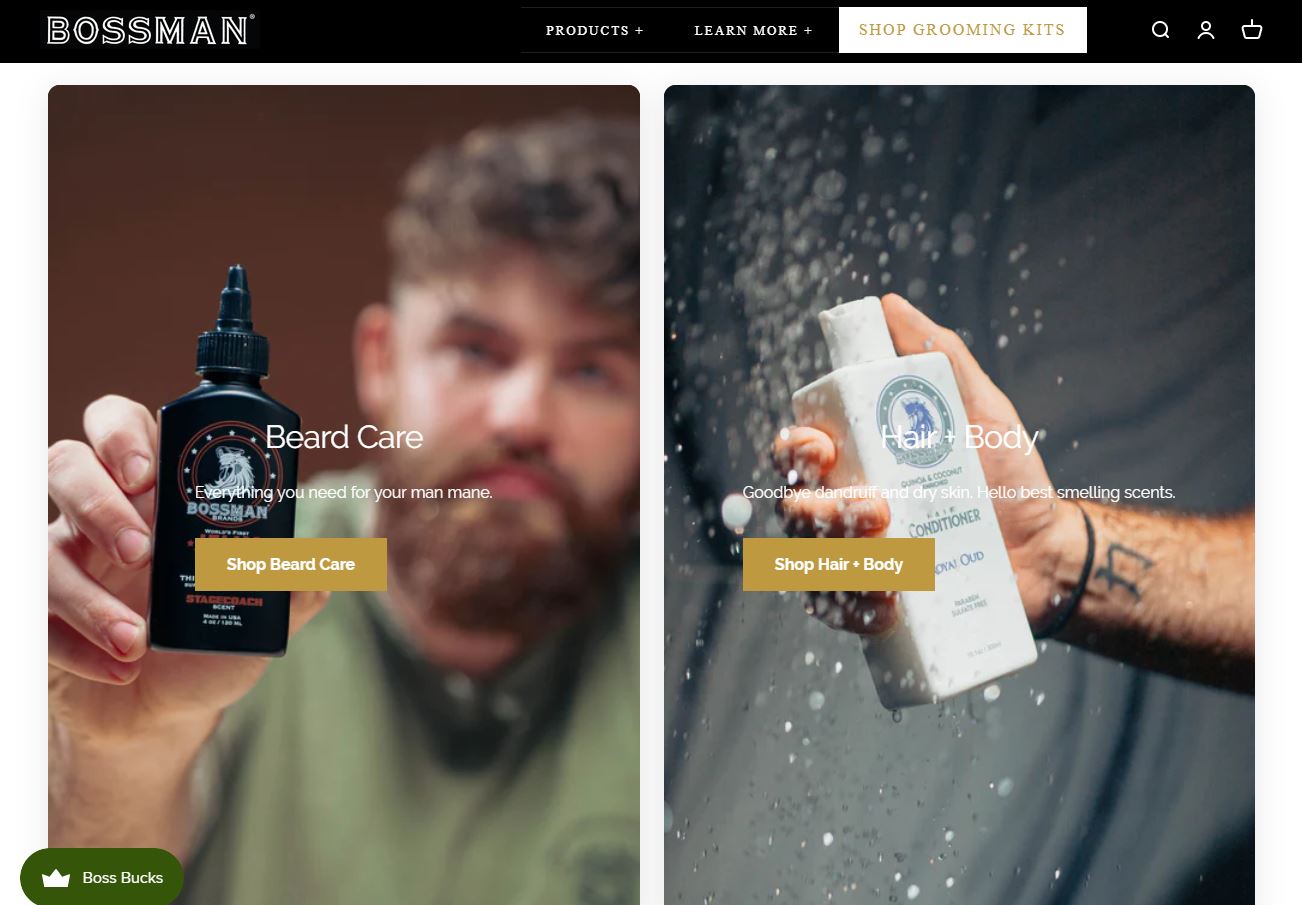 BOSSMAN®
PRODUCTS +
LEARN MORE +
SHOP GROOMING KITS
Beard Care
Everything you need for your man mane.
Shop Beard Care
BOSSMAN
BRANDS
WORLD'S FIRST
STAGECOACH
SCENT
MADE IN USA
4 oz / 120 ML
Hair + Body
Goodbye dandruff and dry skin. Hello best smelling scents.
Shop Hair + Body
QUINOA & COCONUT
ENRICHED
HAIR
CONDITIONER
OUD
PARABEN,
SULFATE FREE
Boss Bucks